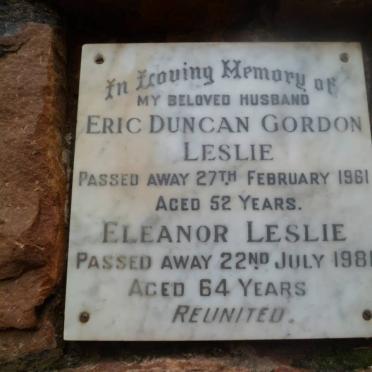 In Loving Memory of
MY BELOVED HUSBAND
ERIC DUNCAN GORDON
LESLIE
PASSED AWAY 27TH FEBRUARY 1961
AGED 52 YEARS.
ELEANOR LESLIE
PASSED AWAY 22ND JULY 1981
AGED 64 YEARS
REUNITED.